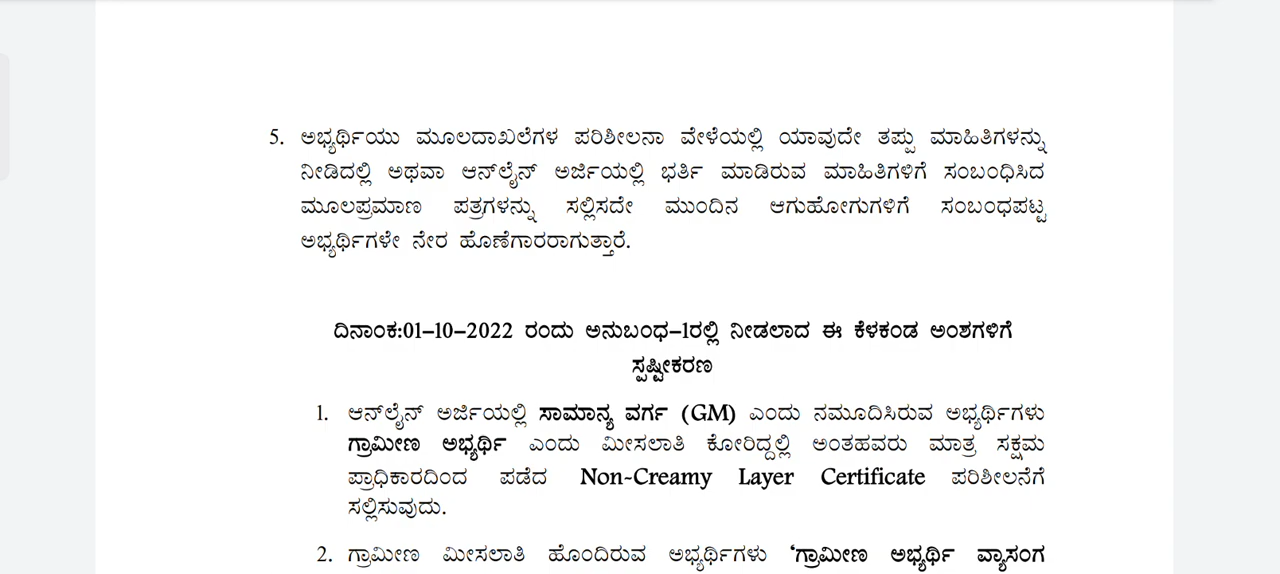 5. ಅಭ್ಯರ್ಥಿಯು ಮೂಲದಾಖಲೆಗಳ ಪರಿಶೀಲನಾ ವೇಳೆಯಲ್ಲಿ ಯಾವುದೇ ತಪ್ಪು ಮಾಹಿತಿಗಳನ್ನು
ನೀಡಿದಲ್ಲಿ ಅಥವಾ ಆನ್‌ಲೈನ್ ಅರ್ಜಿಯಲ್ಲಿ ಭರ್ತಿ ಮಾಡಿರುವ ಮಾಹಿತಿಗಳಿಗೆ ಸಂಬಂಧಿಸಿದ
ಮೂಲಪ್ರಮಾಣ ಪತ್ರಗಳನ್ನು ಸಲ್ಲಿಸದೇ ಮುಂದಿನ ಆಗುಹೋಗುಗಳಿಗೆ ಸಂಬಂಧಪಟ್ಟ
ಅಭ್ಯರ್ಥಿಗಳೇ ನೇರ ಹೊಣೆಗಾರರಾಗುತ್ತಾರೆ.
ದಿನಾಂಕ:01–10–2022 ರಂದು ಅನುಬಂಧ–1ರಲ್ಲಿ ನೀಡಲಾದ ಈ ಕೆಳಕಂಡ ಅಂಶಗಳಿಗೆ
ಸ್ಪಷ್ಟೀಕರಣ
1. ಆನ್‌ಲೈನ್ ಅರ್ಜಿಯಲ್ಲಿ ಸಾಮಾನ್ಯ ವರ್ಗ (GM) ಎಂದು ನಮೂದಿಸಿರುವ ಅಭ್ಯರ್ಥಿಗಳು
ಗ್ರಾಮೀಣ ಅಭ್ಯರ್ಥಿ ಎಂದು ಮೀಸಲಾತಿ ಕೋರಿದ್ದಲ್ಲಿ ಅಂತಹವರು ಮಾತ್ರ ಸಕ್ಷಮ
ಪ್ರಾಧಿಕಾರದಿಂದ ಪಡೆದ Non-Creamy Layer Certificate ಪರಿಶೀಲನೆಗೆ
ಸಲ್ಲಿಸುವುದು.
2. ಗ್ರಾಮೀಣ ಮೀಸಲಾತಿ ಹೊಂದಿರುವ ಅಭ್ಯರ್ಥಿಗಳು ‘ಗ್ರಾಮೀಣ ಅಭ್ಯರ್ಥಿ ವ್ಯಾಸಂಗ